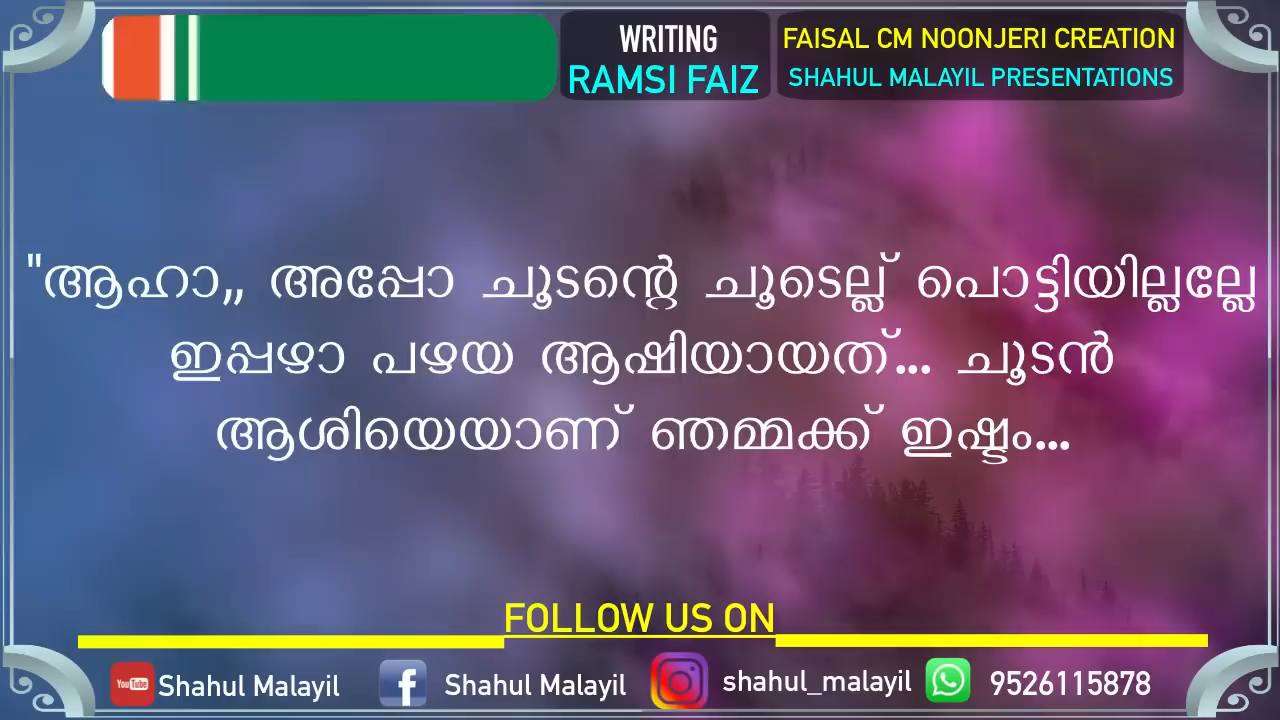 WRITING
RAMSI FAIZ
FAISAL CM NOONJERI CREATION
SHAHUL MALAYIL PRESENTATIONS
"ആഹാ,, അപ്പോ ചൂടന്റെ ചൂടെല്ല് പൊട്ടിയില്ലല്ലേ
ഇപ്പഴാ പഴയ ആഷിയായത്... ചൂടൻ
ആശിയെയാണ് ഞമ്മക്ക് ഇഷ്ടം...
FOLLOW US ON
YouTube Shahul Malayil f Shahul Malayil shahul_malayil 9526115878